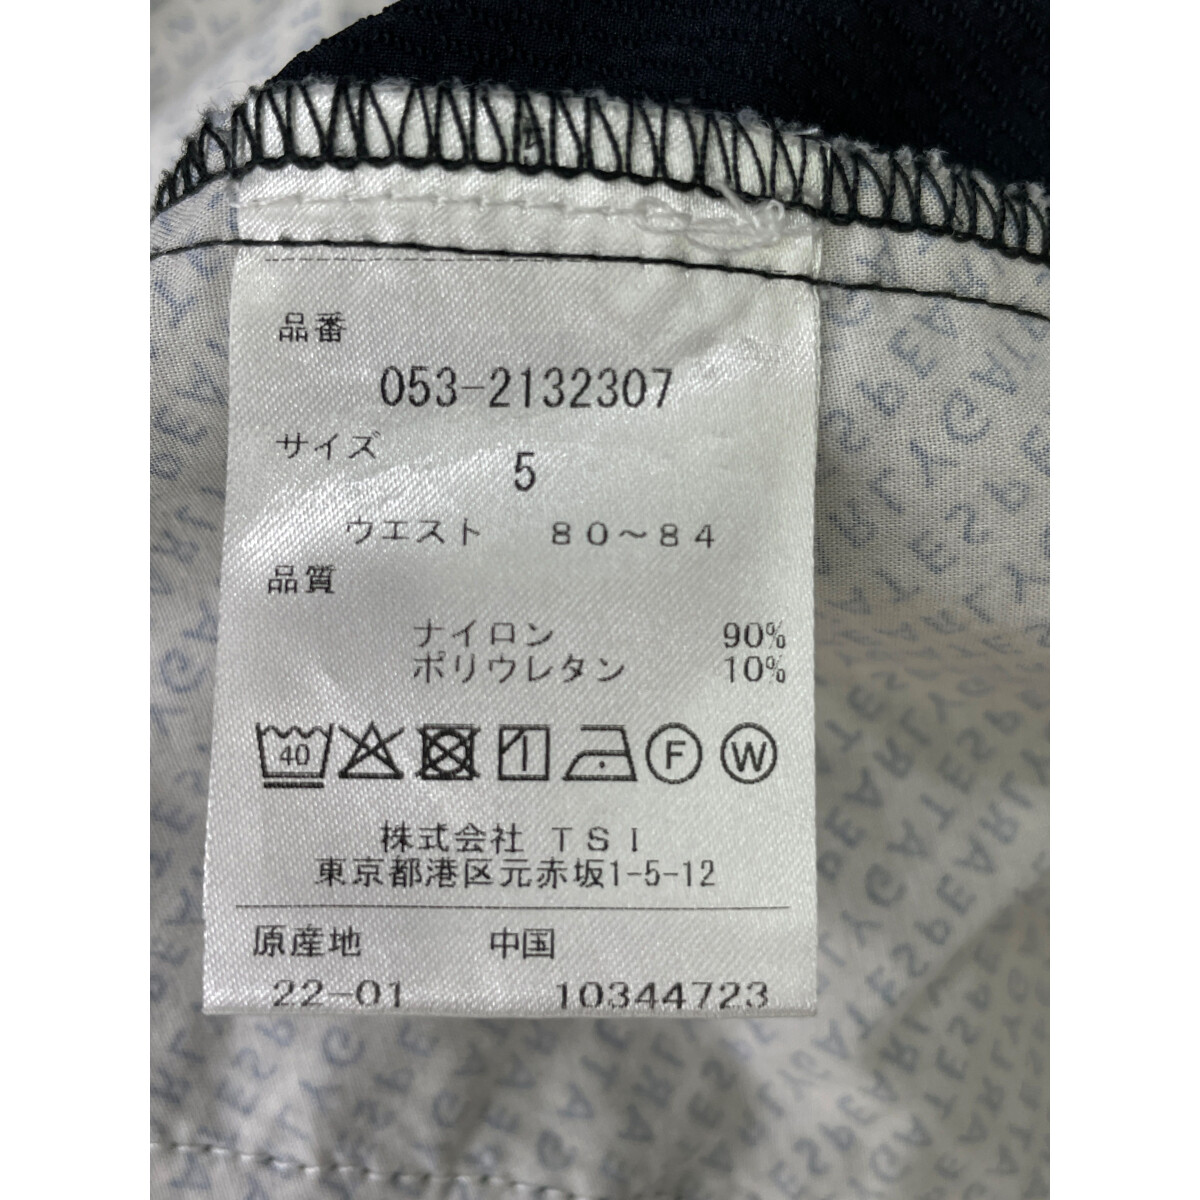 品番
053-2132307
サイズ
5
ウエスト 80～84
品質
ナイロン 90%
ポリウレタン 10%
40 F W
株式会社 TSI
東京都港区元赤坂1-5-12
原産地 中国
22-01 10344723
PEARLYGATES